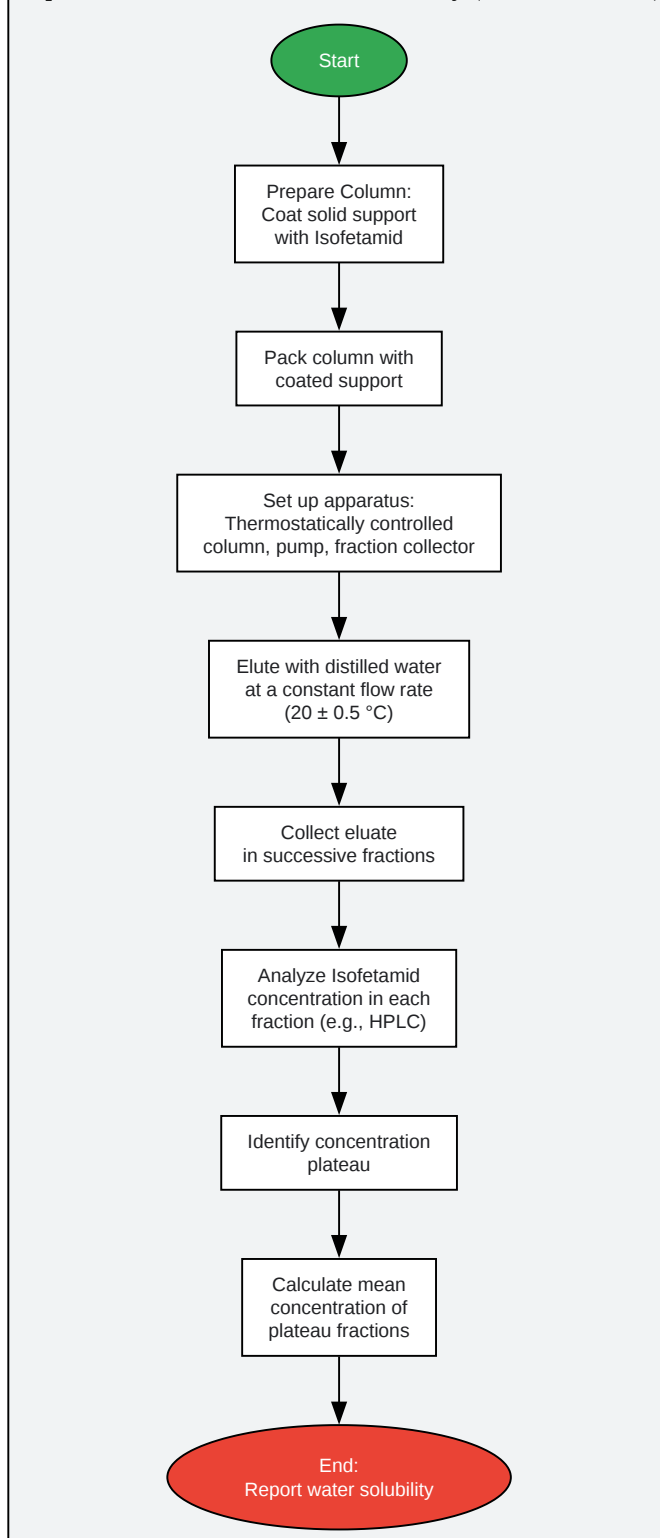 Start
Prepare Column:
Coat solid support
with Isofetamid
Pack column with
coated support
Set up apparatus:
Thermostatically controlled
column, pump, fraction collector
Elute with distilled water
at a constant flow rate
(20 ± 0.5 °C)
Collect eluate
in successive fractions
Analyze Isofetamid
concentration in each
fraction (e.g., HPLC)
Identify concentration
plateau
Calculate mean
concentration of
plateau fractions
End:
Report water solubility